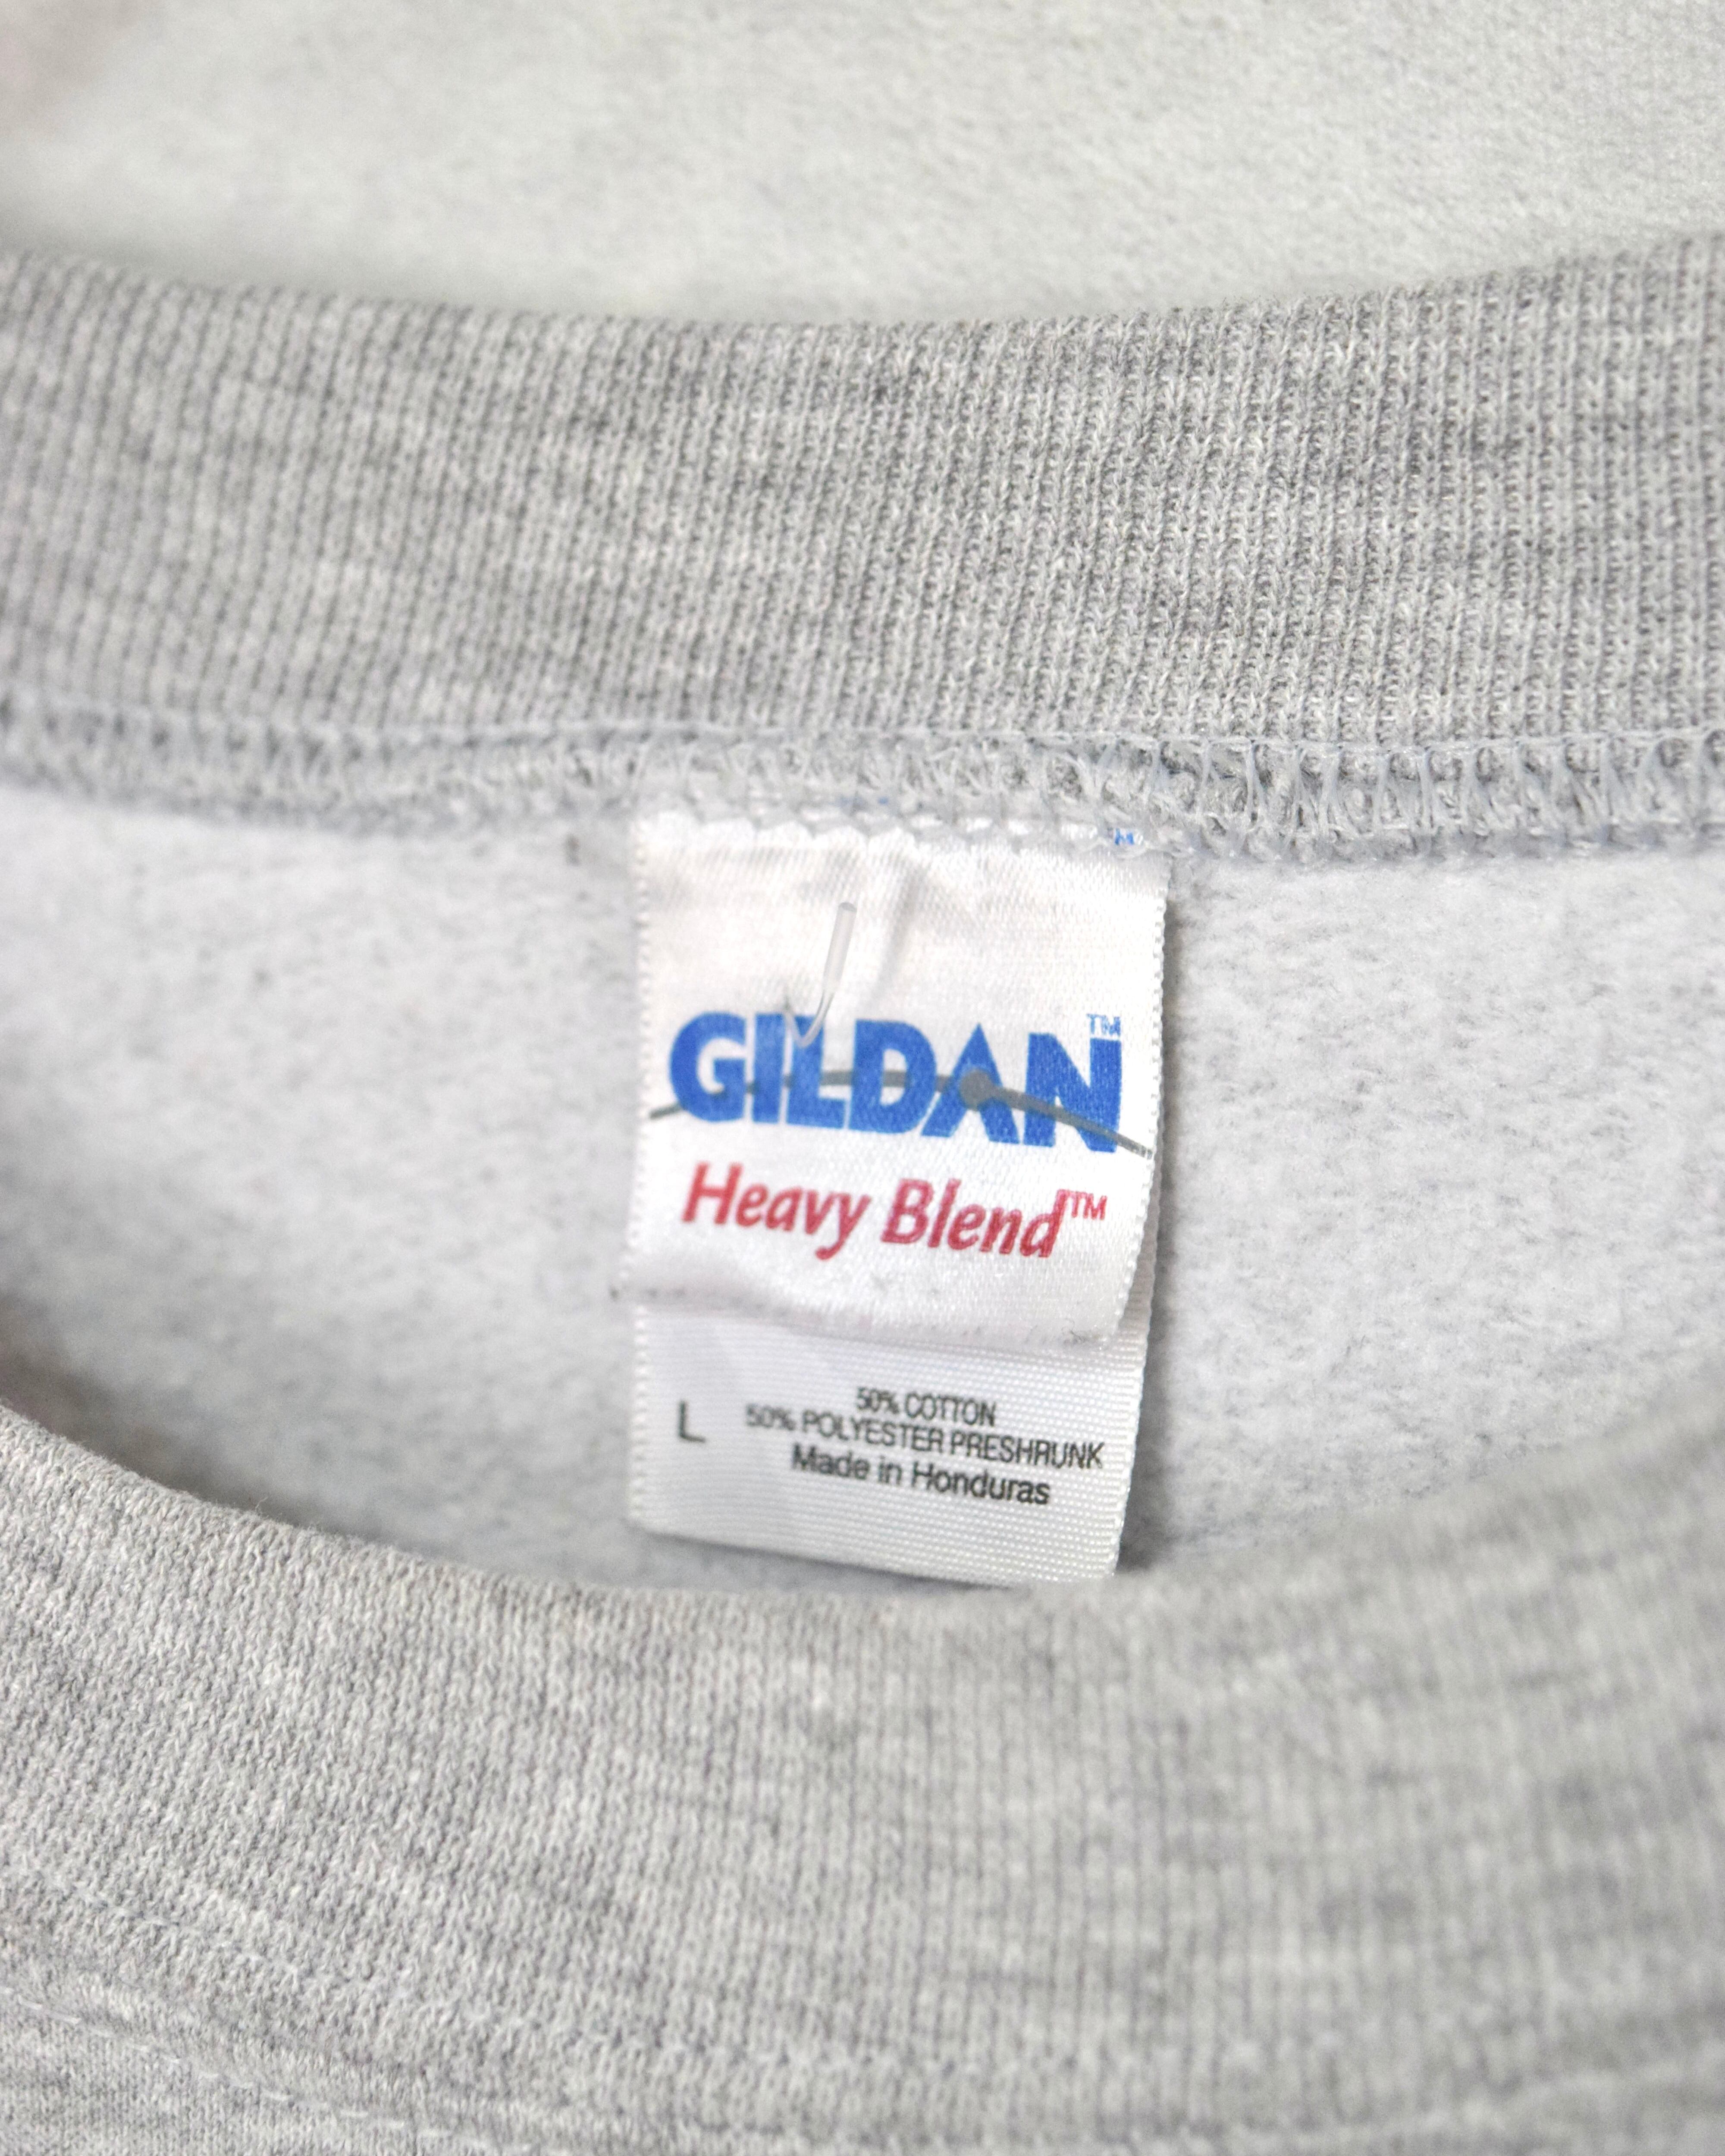 GILDAN™
Heavy Blend™
L
50% COTTON
50% POLYESTER PRESHRUNK
Made in Honduras